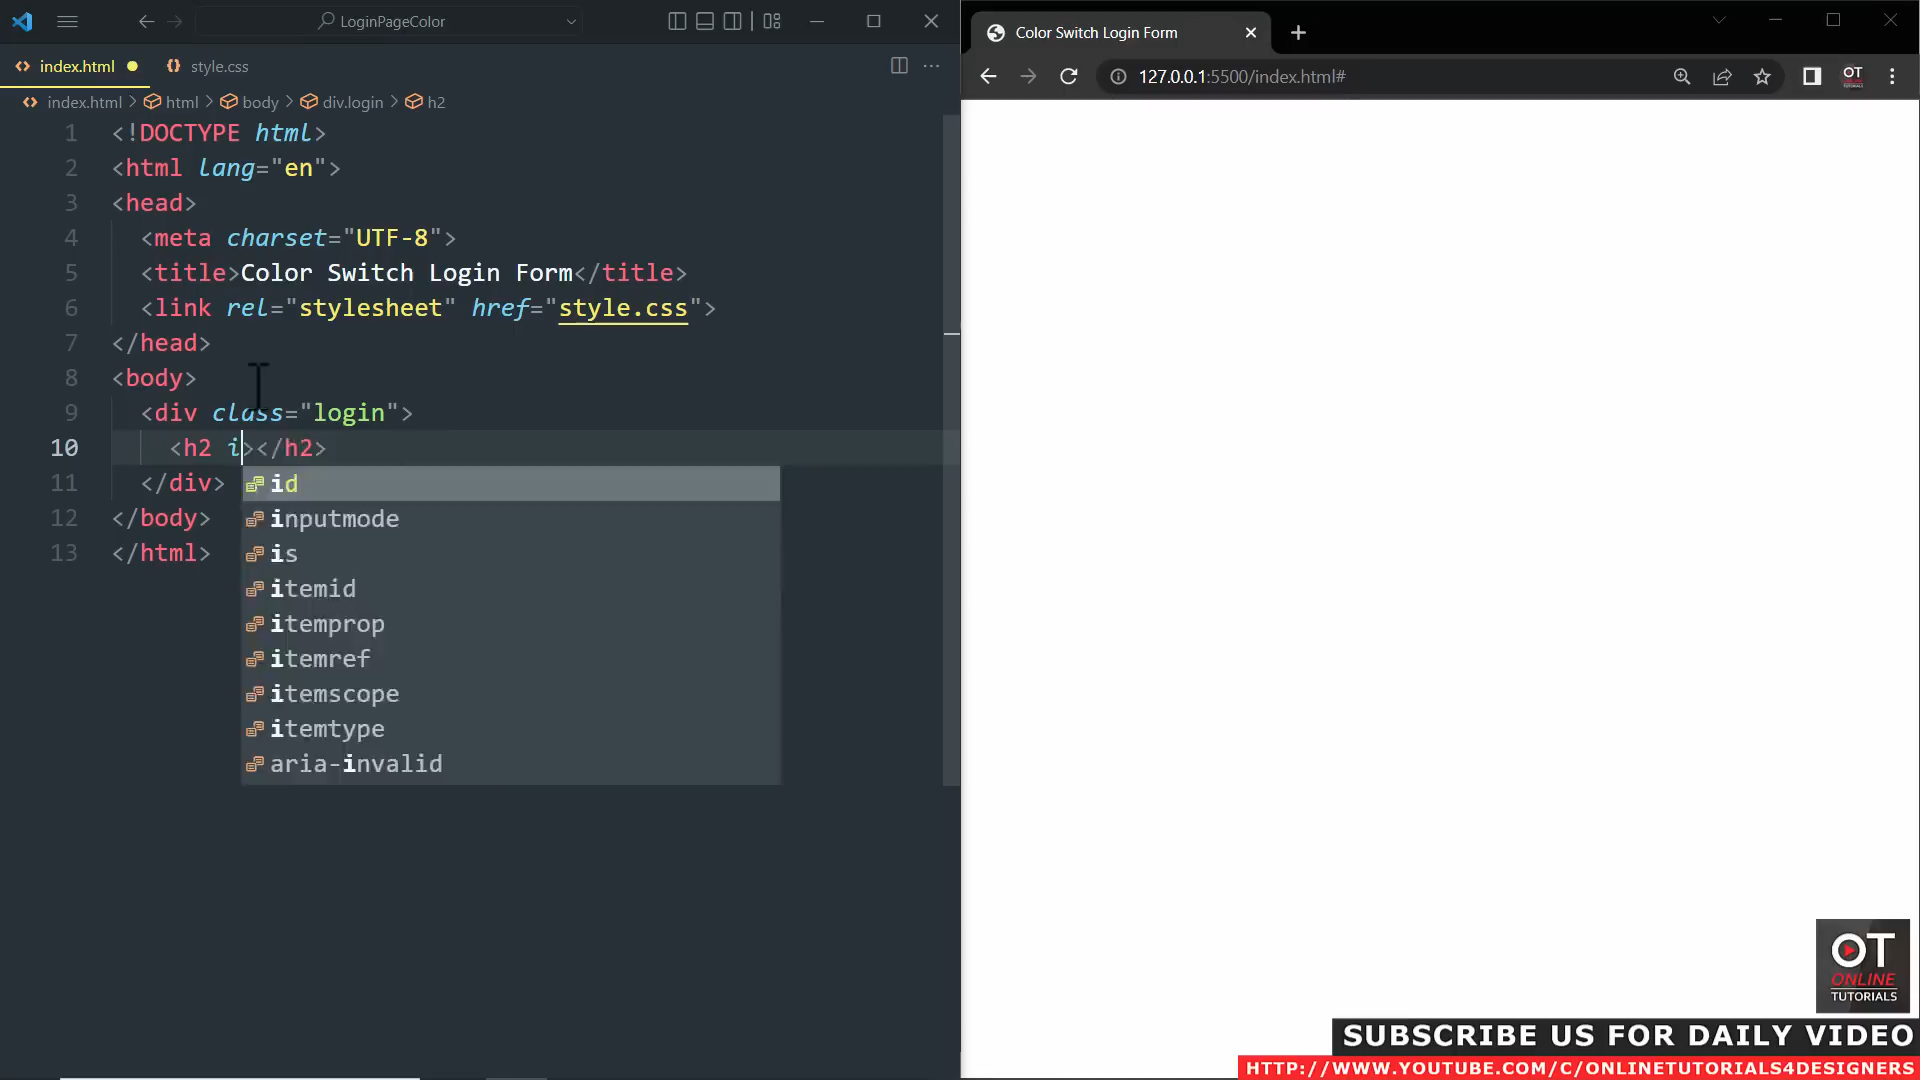 LoginPageColor
index.html
style.css
index.html > html > body > div.login > h2
1 <!DOCTYPE html>
2 <html lang="en">
3 <head>
4 <meta charset="UTF-8">
5 <title>Color Switch Login Form</title>
6 <link rel="stylesheet" href="style.css">
7 </head>
8 <body>
9 <div class="login">
10 <h2 i></h2>
11 </div>
12 </body>
13 </html>
id
inputmode
is
itemid
itemprop
itemref
itemscope
itemtype
aria-invalid
Color Switch Login Form
127.0.0.1:5500/index.html#
OT
ONLINE
TUTORIALS
SUBSCRIBE US FOR DAILY VIDEO
HTTP://WWW.YOUTUBE.COM/C/ONLINETUTORIALS4DESIGNERS